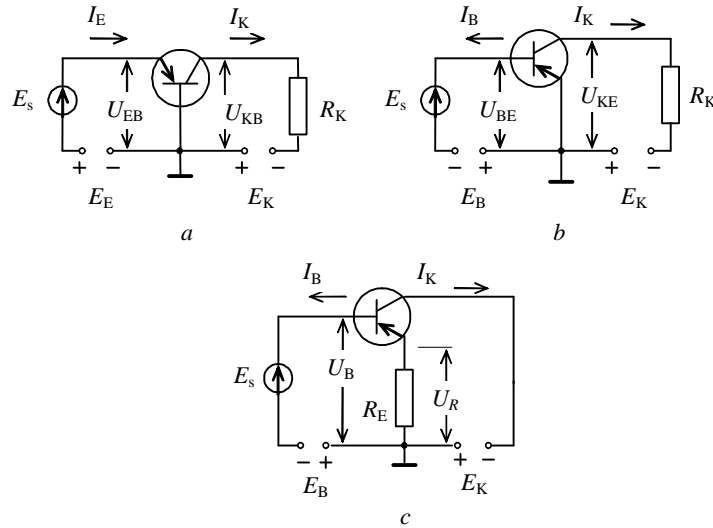 I_E I_K
E_s U_EB U_KB R_K
+ − + −
E_E E_K
a
I_B I_K
E_s U_BE U_KE R_K
− + + −
E_B E_K
b
I_B I_K
E_s U_B R_E U_R
− + + −
E_B E_K
c